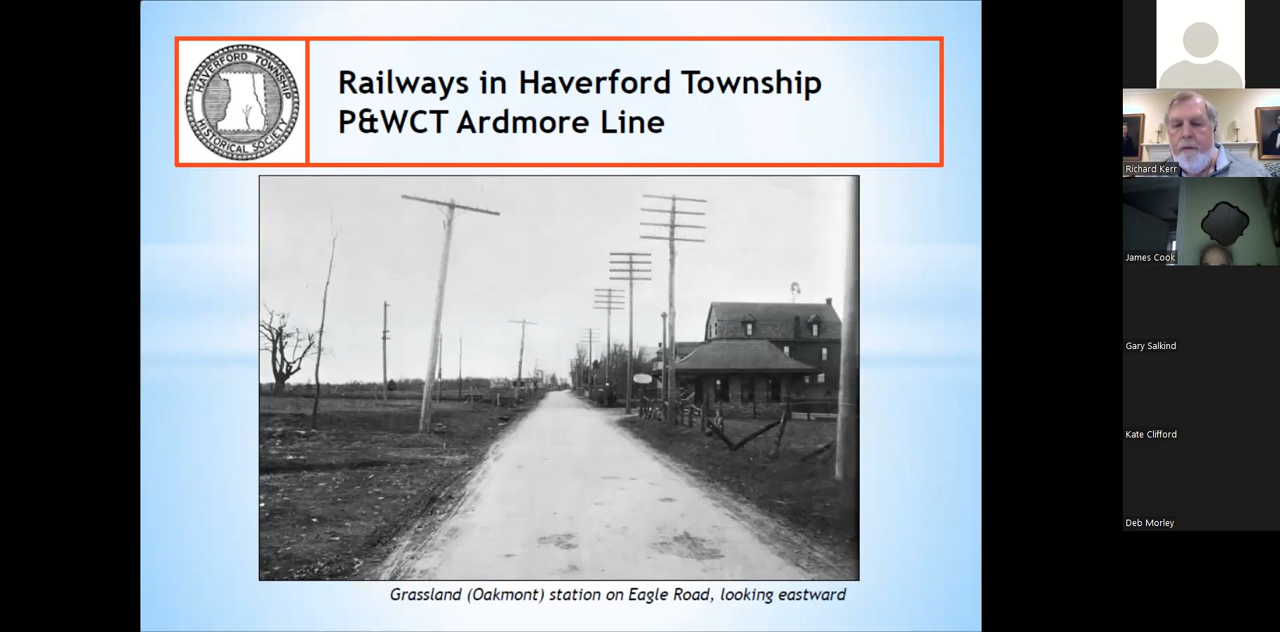 HAVERFORD TOWNSHIP
HISTORICAL SOCIETY
Railways in Haverford Township
P&WCT Ardmore Line
Grassland (Oakmont) station on Eagle Road, looking eastward
Richard Kerr
James Cook
Gary Salkind
Kate Clifford
Deb Morley